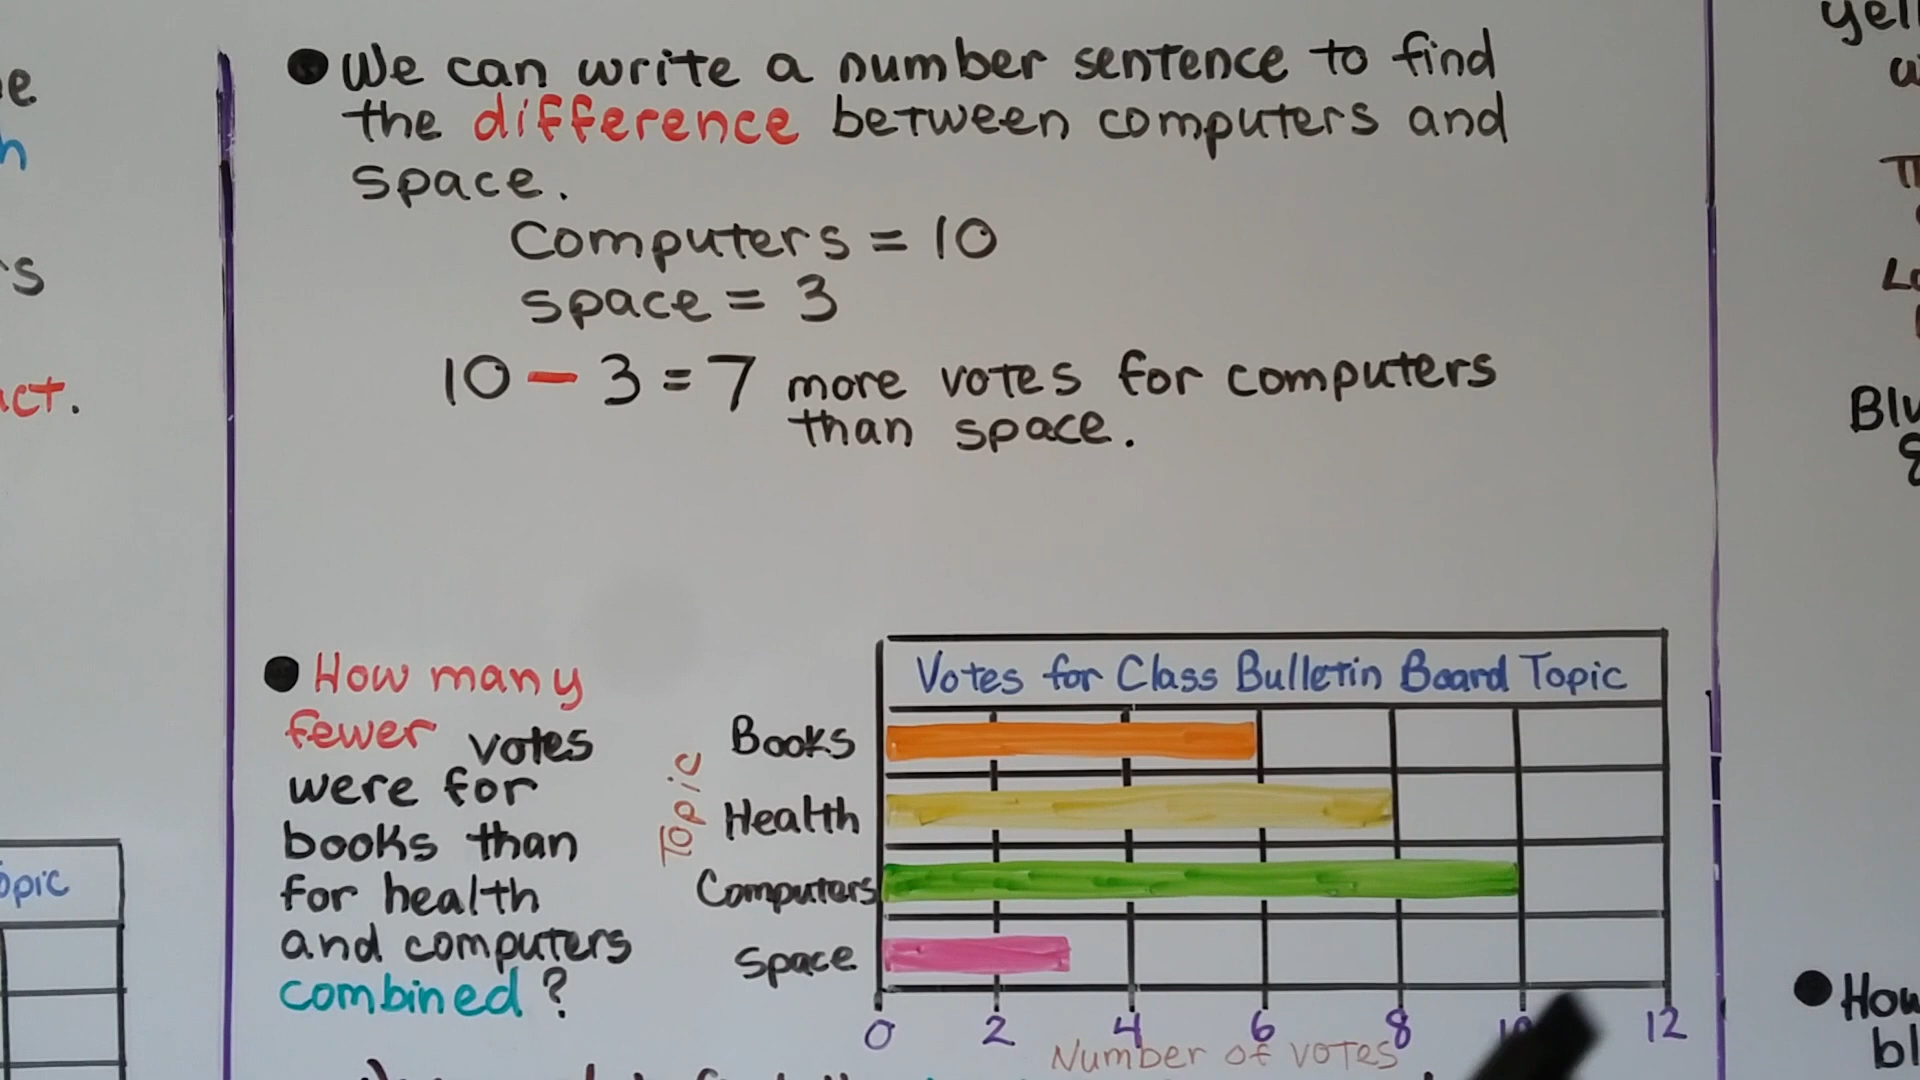 We can write a number sentence to find
the difference between computers and
space.
Computers = 10
space = 3
10 - 3 = 7 more votes for computers
than space.
How many
fewer votes
were for
books than
for health
and computers
combined?
Votes for Class Bulletin Board Topic
Topic
Books
Health
Computers
Space
0 2 4 6 8 10 12
Number of votes